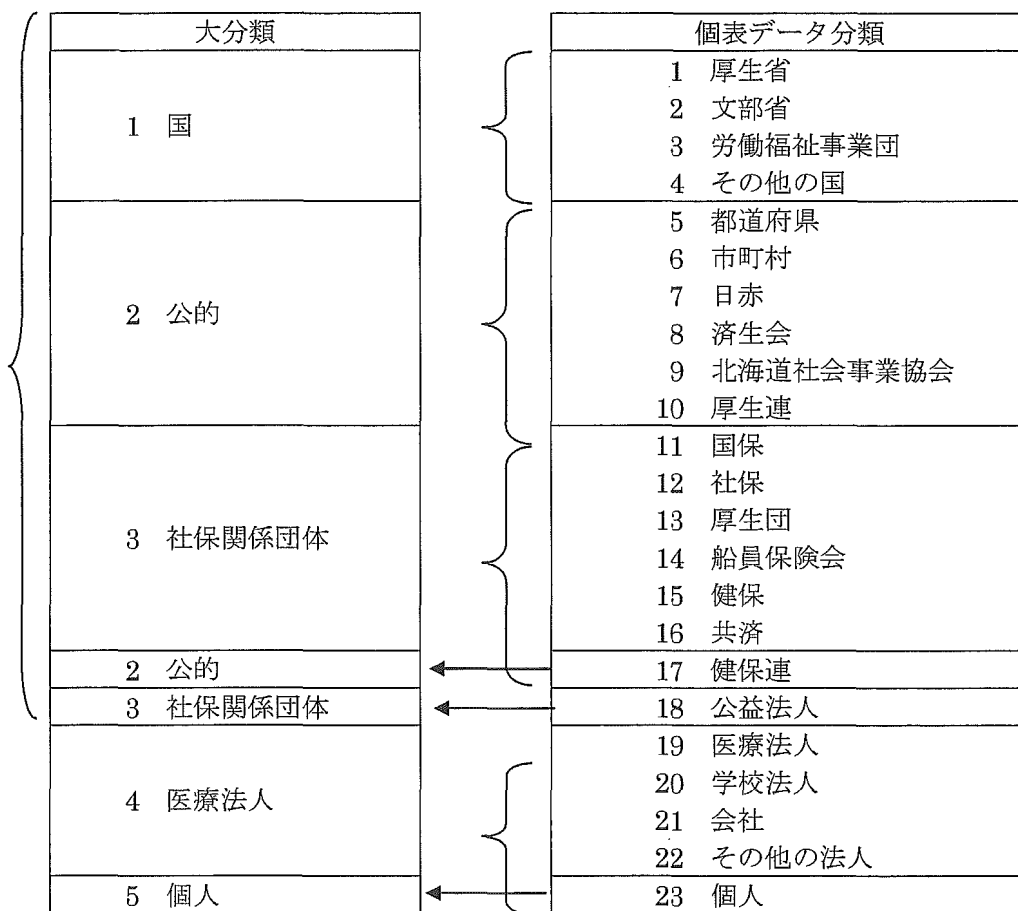 大分類
1 国
2 公的
3 社保関係団体
2 公的
3 社保関係団体
4 医療法人
5 個人
個表データ分類
1 厚生省
2 文部省
3 労働福祉事業団
4 その他の国
5 都道府県
6 市町村
7 日赤
8 済生会
9 北海道社会事業協会
10 厚生連
11 国保
12 社保
13 厚生団
14 船員保険会
15 健保
16 共済
17 健保連
18 公益法人
19 医療法人
20 学校法人
21 会社
22 その他の法人
23 個人